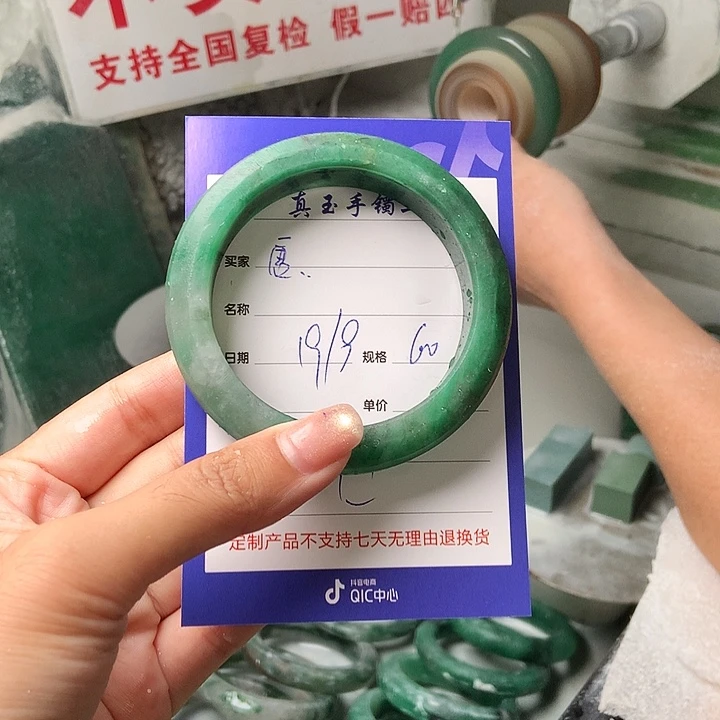 支持全国复检 假一赔四
真玉手镯
买家
名称
日期 19/9 规格 60
单价
定制产品不支持七天无理由退换货
抖音电商
QIC中心